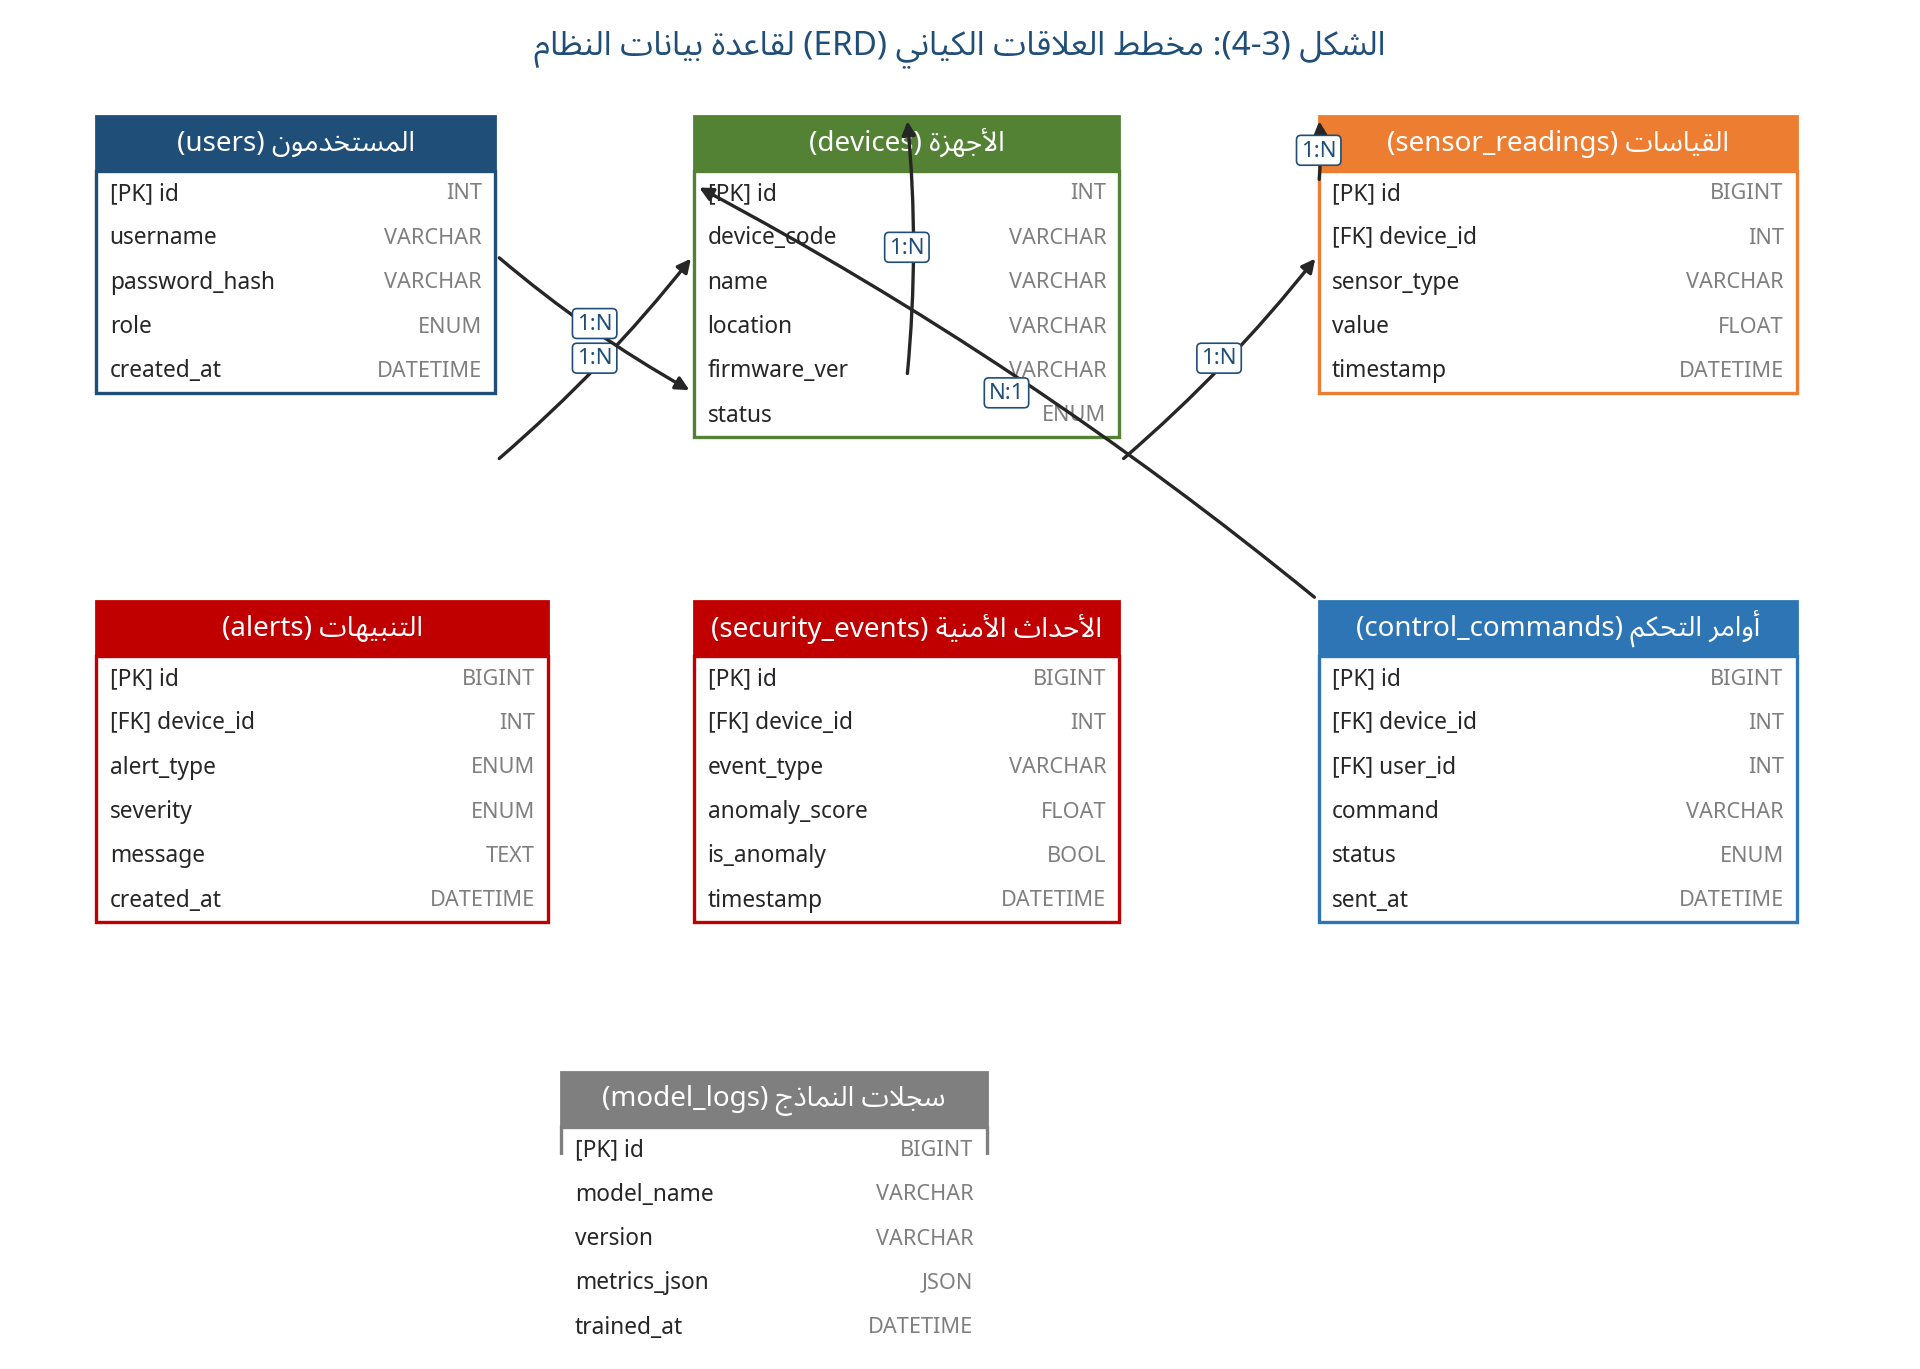 الشكل (3-4): مخطط العلاقات الكياني (ERD) لقاعدة بيانات النظام
المستخدمون (users)
[PK] id INT
username VARCHAR
password_hash VARCHAR
role ENUM
created_at DATETIME
1:N
1:N
الأجهزة (devices)
[PK] id INT
device_code VARCHAR
name VARCHAR
location VARCHAR
firmware_ver VARCHAR
status ENUM
1:N
N:1
1:N
1:N
القياسات (sensor_readings)
[PK] id BIGINT
[FK] device_id INT
sensor_type VARCHAR
value FLOAT
timestamp DATETIME
التنبيهات (alerts)
[PK] id BIGINT
[FK] device_id INT
alert_type ENUM
severity ENUM
message TEXT
created_at DATETIME
الأحداث الأمنية (security_events)
[PK] id BIGINT
[FK] device_id INT
event_type VARCHAR
anomaly_score FLOAT
is_anomaly BOOL
timestamp DATETIME
أوامر التحكم (control_commands)
[PK] id BIGINT
[FK] device_id INT
[FK] user_id INT
command VARCHAR
status ENUM
sent_at DATETIME
سجلات النماذج (model_logs)
[PK] id BIGINT
model_name VARCHAR
version VARCHAR
metrics_json JSON
trained_at DATETIME